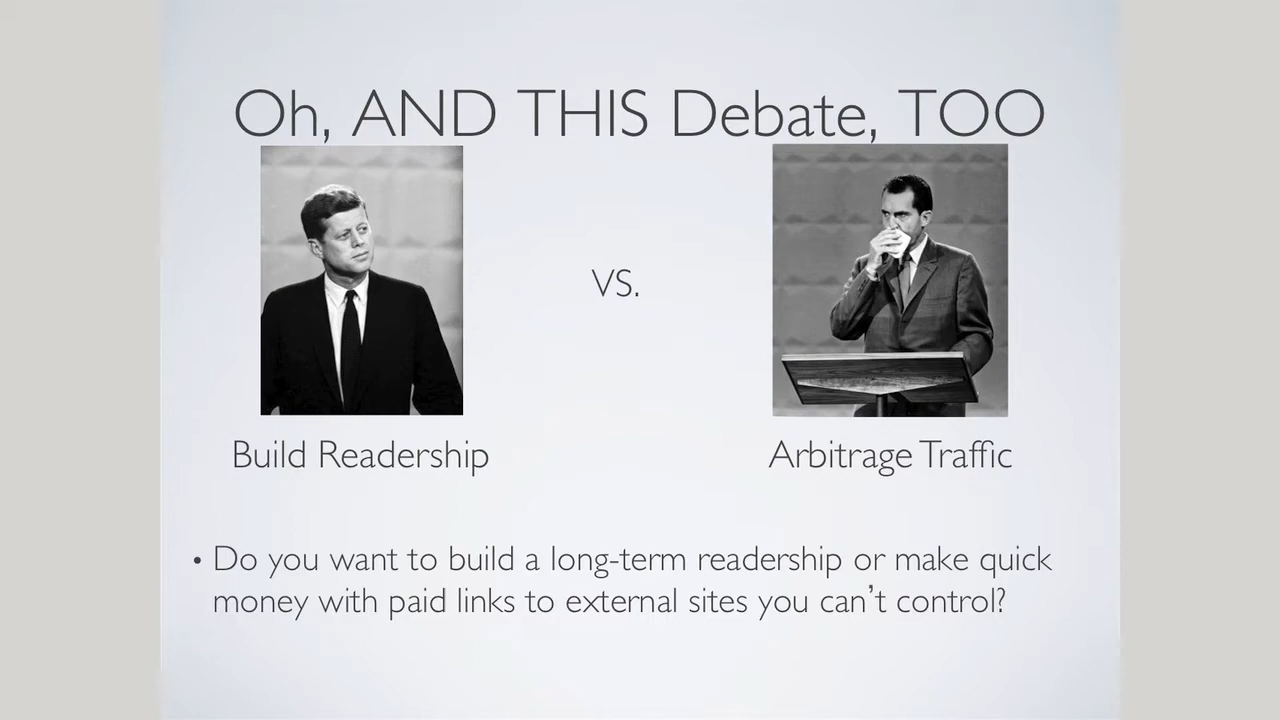 Oh, AND THIS Debate, TOO
VS.
Build Readership
Arbitrage Traffic
• Do you want to build a long-term readership or make quick
money with paid links to external sites you can’t control?